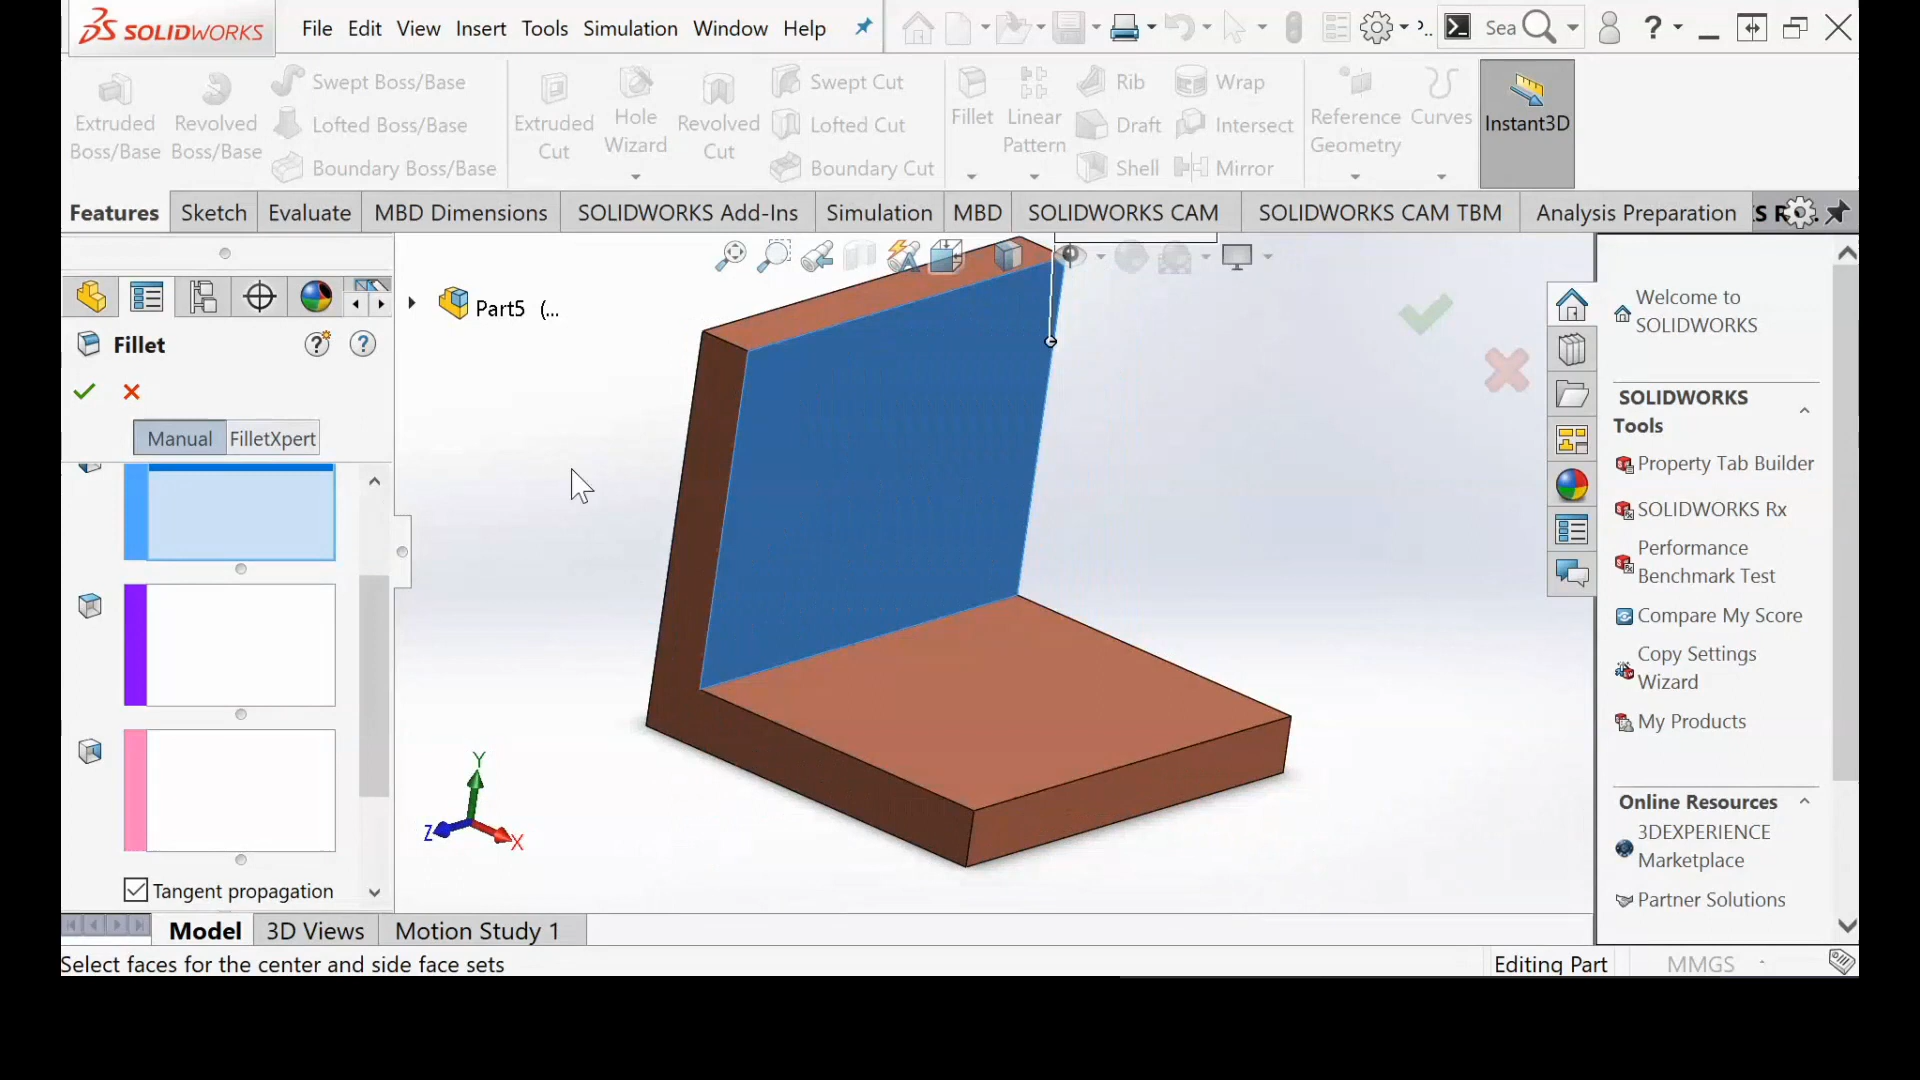 SOLIDWORKS File Edit View Insert Tools Simulation Window Help Sea ?
Extruded Boss/Base
Revolved Boss/Base
Swept Boss/Base
Lofted Boss/Base
Boundary Boss/Base
Extruded Cut
Hole Wizard
Revolved Cut
Swept Cut
Lofted Cut
Boundary Cut
Fillet
Linear Pattern
Rib
Draft
Shell
Wrap
Intersect
Mirror
Reference Geometry
Curves
Instant3D
Features Sketch Evaluate MBD Dimensions SOLIDWORKS Add-Ins Simulation MBD SOLIDWORKS CAM SOLIDWORKS CAM TBM Analysis Preparation
Part5 (...
Fillet
Manual FilletXpert
Tangent propagation
Y
Z
X
Welcome to
SOLIDWORKS
SOLIDWORKS
Tools
Property Tab Builder
SOLIDWORKS Rx
Performance
Benchmark Test
Compare My Score
Copy Settings
Wizard
My Products
Online Resources
3DEXPERIENCE
Marketplace
Partner Solutions
Model 3D Views Motion Study 1
Select faces for the center and side face sets Editing Part MMGS